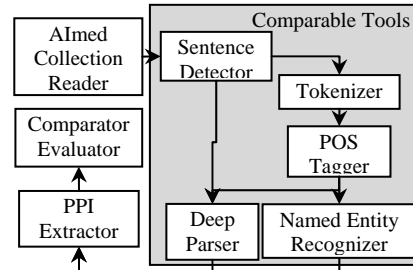 Comparable Tools
AImed
Collection
Reader
Sentence
Detector
Tokenizer
Comparator
Evaluator
POS
Tagger
PPI
Extractor
Deep
Parser
Named Entity
Recognizer